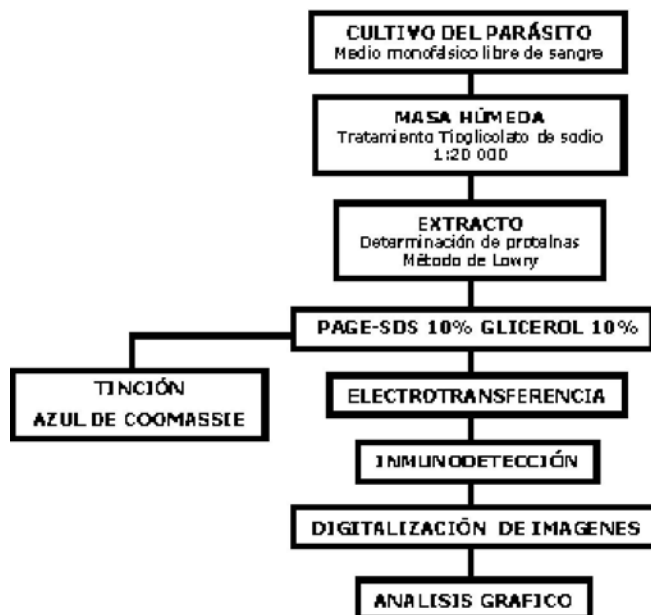 CULTIVO DEL PARÁSITO
Medio monofásico libre de sangre
MASA HÚMEDA
Tratamiento Tioglicolato de sodio
1:20 000
EXTRACTO
Determinación de proteínas
Método de Lowry
PAGE-SDS 10% GLICEROL 10%
TINCIÓN
AZUL DE COOMASSIE
ELECTROTRANSFERENCIA
INMUNODETECCIÓN
DIGITALIZACIÓN DE IMAGENES
ANALISIS GRAFICO